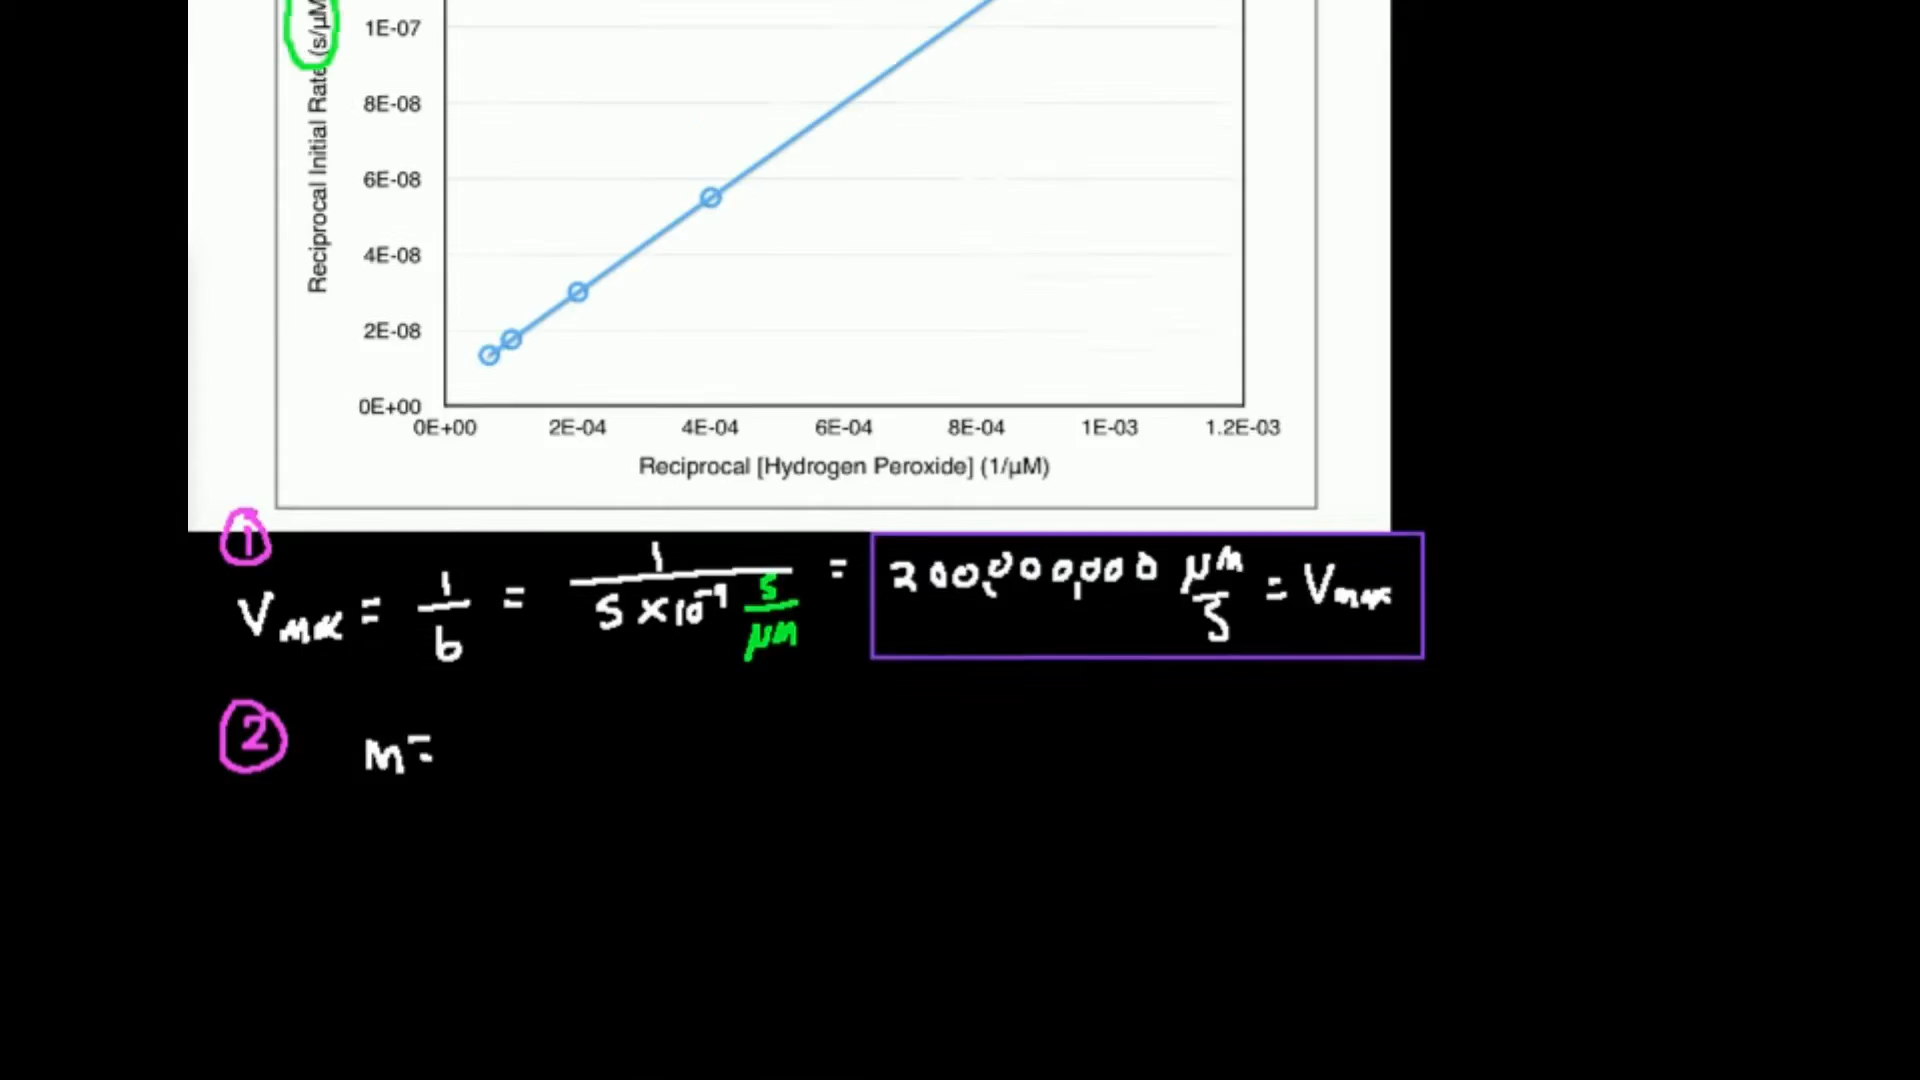 Reciprocal Initial Rate (s/µM
1E-07
8E-08
6E-08
4E-08
2E-08
0E+00
0E+00 2E-04 4E-04 6E-04 8E-04 1E-03 1.2E-03
Reciprocal [Hydrogen Peroxide] (1/µM)
①
Vmax = 1/b = 1/(5 × 10⁻⁹ s/µM) = 200,000,000 µM/s = Vmax
② m =